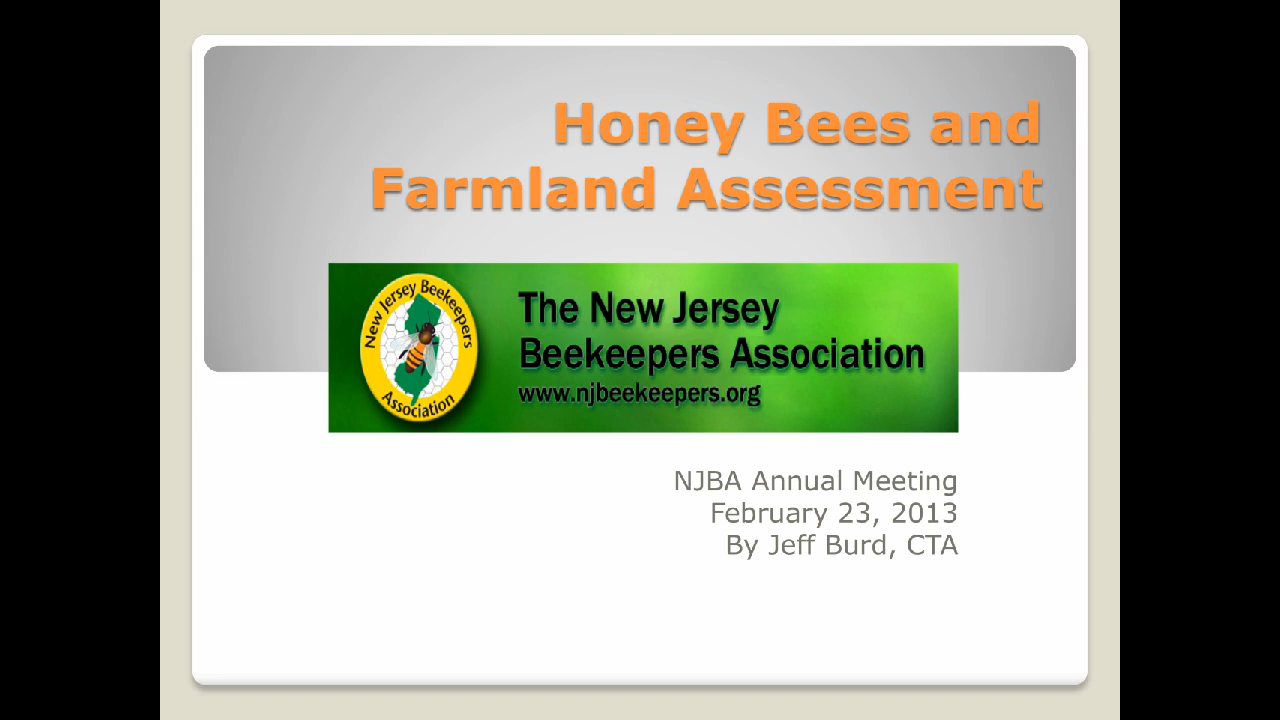 Honey Bees and
Farmland Assessment
New Jersey Beekeepers
Association
The New Jersey
Beekeepers Association
www.njbeekeepers.org
NJBA Annual Meeting
February 23, 2013
By Jeff Burd, CTA